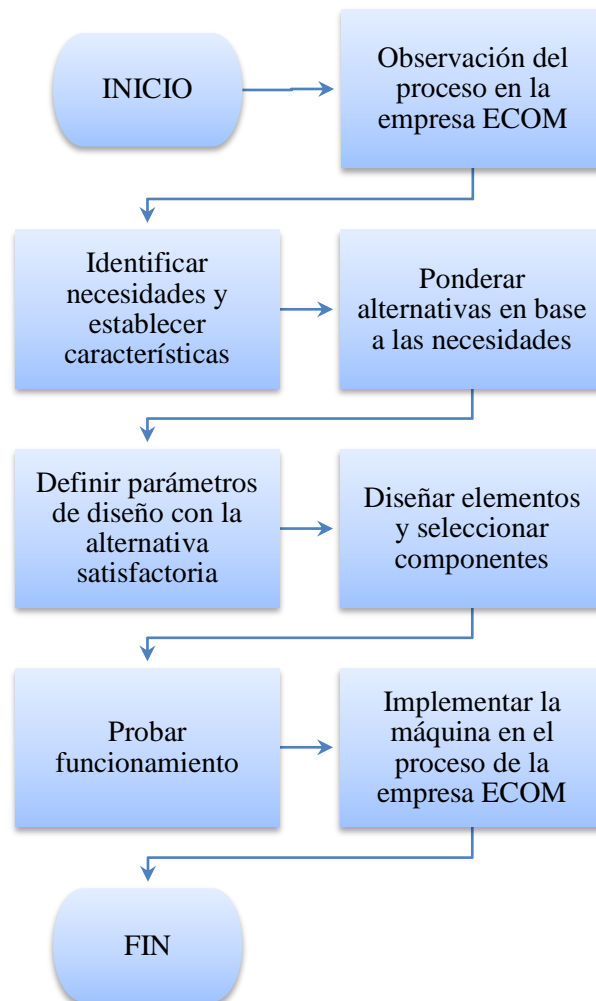 INICIO
Observación del
proceso en la
empresa ECOM
Identificar
necesidades y
establecer
características
Ponderar
alternativas en base
a las necesidades
Definir parámetros
de diseño con la
alternativa
satisfactoria
Diseñar elementos
y seleccionar
componentes
Probar
funcionamiento
Implementar la
máquina en el
proceso de la
empresa ECOM
FIN